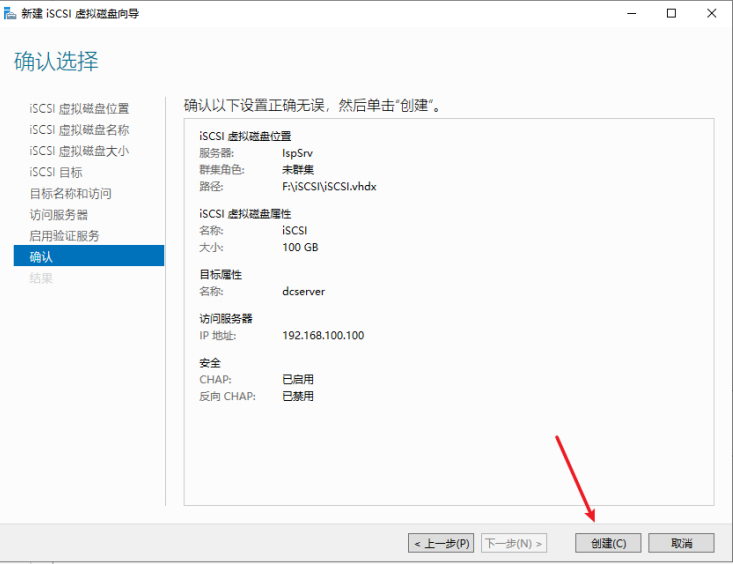 新建 iSCSI 虚拟磁盘向导
确认选择
iSCSI 虚拟磁盘位置
iSCSI 虚拟磁盘名称
iSCSI 虚拟磁盘大小
iSCSI 目标
目标名称和访问
访问服务器
启用验证服务
确认
结果
确认以下设置正确无误，然后单击“创建”。
iSCSI 虚拟磁盘位置
服务器: IspSrv
群集角色: 未群集
路径: F:\iSCSI\iSCSI.vhdx
iSCSI 虚拟磁盘属性
名称: iSCSI
大小: 100 GB
目标属性
名称: dcserver
访问服务器
IP 地址: 192.168.100.100
安全
CHAP: 已启用
反向 CHAP: 已禁用
< 上一步(P) 下一步(N) > 创建(C) 取消